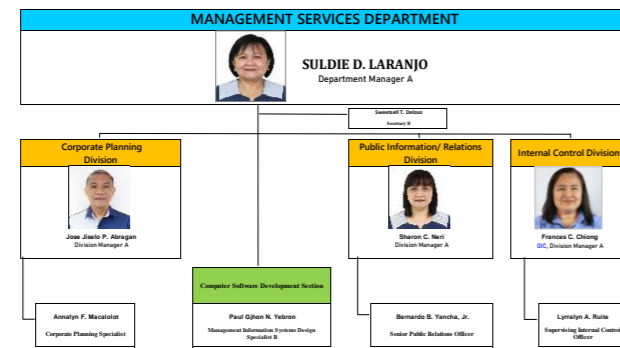 MANAGEMENT SERVICES DEPARTMENT
SULDIE D. LARANJO
Department Manager A
Sweetsell T. Deloso
Secretary B
Corporate Planning
Division
Jose Jiselo P. Abragan
Division Manager A
Public Information/ Relations
Division
Sharon C. Neri
Division Manager A
Internal Control Division
Frances C. Chiong
OIC, Division Manager A
Computer Software Development Section
Annalyn F. Macalolot
Corporate Planning Specialist
Paul Gjhon N. Yebron
Management Information Systems Design
Specialist B
Bernardo B. Yancha, Jr.
Senior Public Relations Officer
Lyrralyn A. Ruita
Supervising Internal Control
Officer